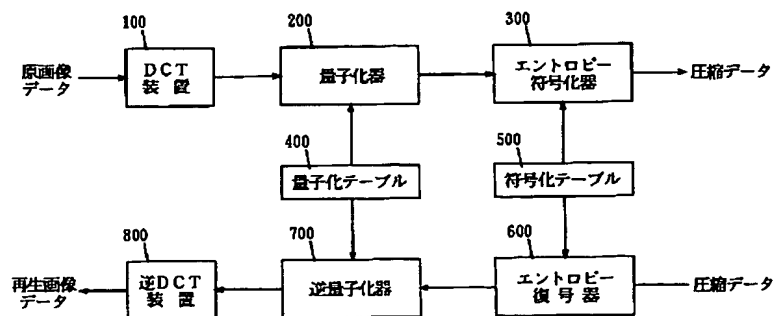 100
200
300
原画像
データ
DCT
装置
量子化器
エントロピー
符号化器
圧縮データ
400
500
量子化テーブル
符号化テーブル
800
700
600
再生画像
データ
逆DCT
装置
逆量子化器
エントロピー
復号器
圧縮データ